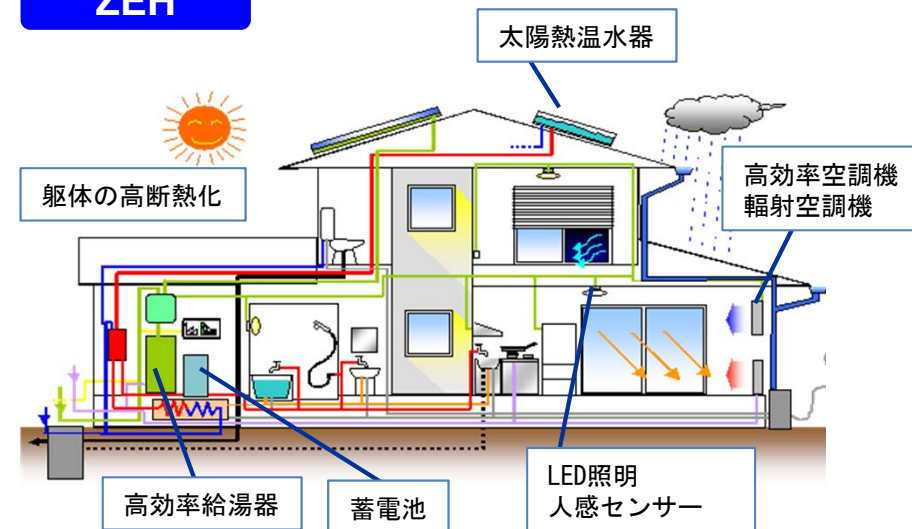 ZEH
太陽熱温水器
躯体の高断熱化
高効率空調機
輻射空調機
LED照明
人感センサー
高効率給湯器
蓄電池